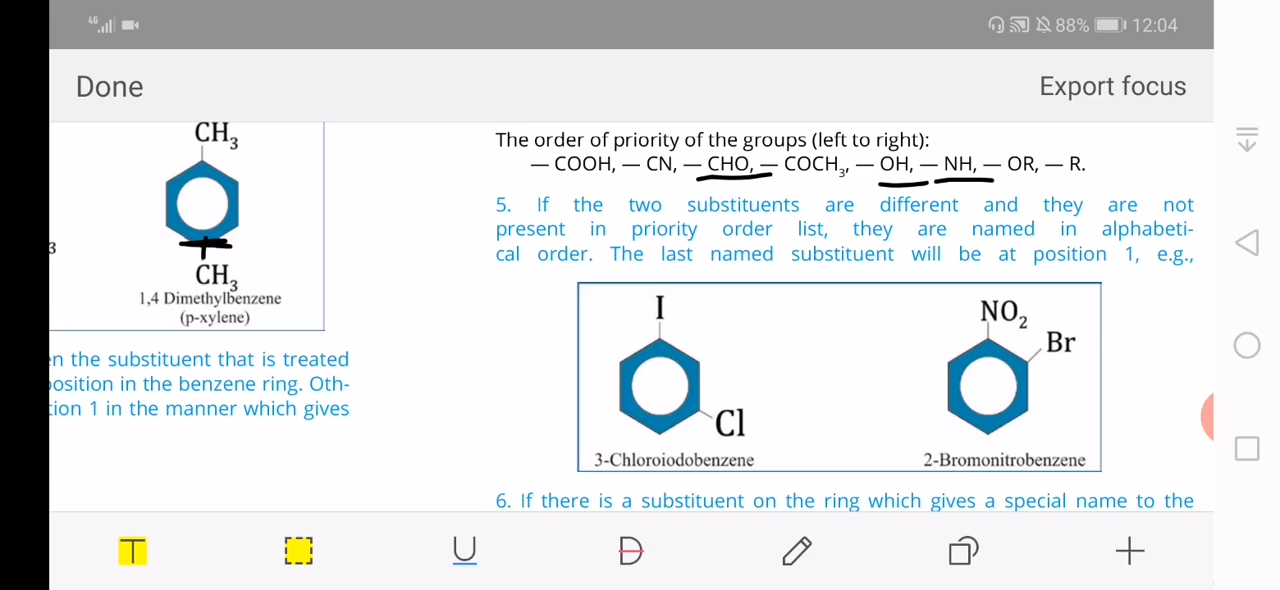 4G 88% 12:04
Done Export focus
CH3
3
CH3
1,4 Dimethylbenzene
(p-xylene)
en the substituent that is treated
osition in the benzene ring. Oth-
tion 1 in the manner which gives
The order of priority of the groups (left to right):
— COOH, — CN, — CHO, — COCH3, — OH, — NH, — OR, — R.
5. If the two substituents are different and they are not
present in priority order list, they are named in alphabeti-
cal order. The last named substituent will be at position 1, e.g.,
I
Cl
3-Chloroiodobenzene
NO2
Br
2-Bromonitrobenzene
6. If there is a substituent on the ring which gives a special name to the
T U D